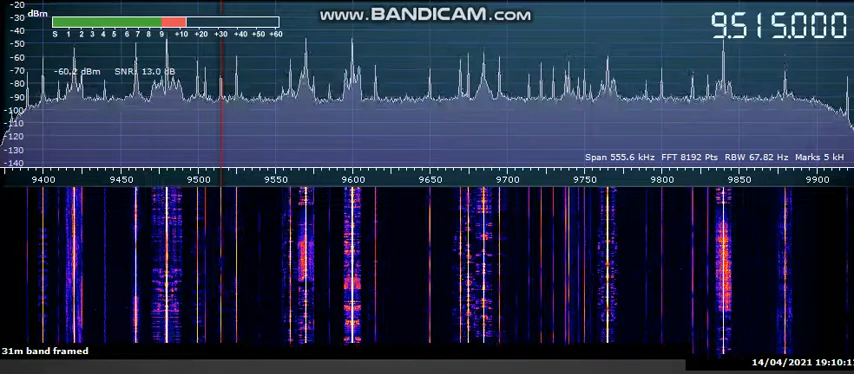 dBm
www.BANDICAM.com
9.515.000
S 1 2 3 4 5 6 7 8 9 +10 +20 +30 +40 +50 +60
-20
-30
-40
-50
-60
-70
-80
-90
-100
-110
-120
-130
-140
-60.2 dBm SNR: 13.0 dB
Span 555.6 kHz FFT 8192 Pts RBW 67.82 Hz Marks 5 kH
9400 9450 9500 9550 9600 9650 9700 9750 9800 9850 9900
31m band framed
14/04/2021 19:10:1